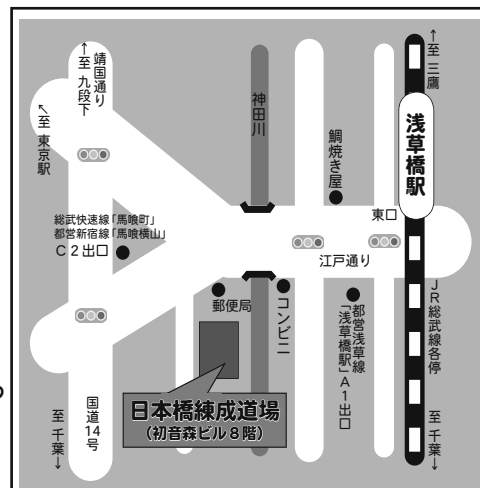 ↑至 三鷹
浅草橋駅
東口
JR総武線各停
至 千葉↓
鯛焼き屋
江戸通り
都営浅草線
「浅草橋駅」A1出口
コンビニ
神田川
郵便局
日本橋練成道場
(初音森ビル8階)
靖国通り
↑至 九段下
↖至 東京駅
総武快速線「馬喰町」
都営新宿線「馬喰横山」
C2出口
国道14号
至 千葉↓